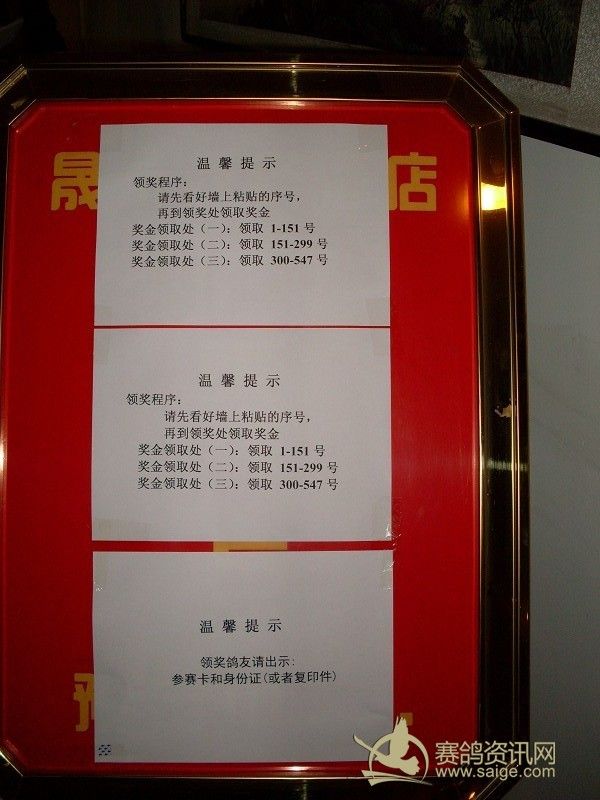 晟
店
温馨提示
领奖程序:
请先看好墙上粘贴的序号,
再到领奖处领取奖金
奖金领取处(一): 领取 1-151 号
奖金领取处(二): 领取 151-299 号
奖金领取处(三): 领取 300-547 号
温馨提示
领奖程序:
请先看好墙上粘贴的序号,
再到领奖处领取奖金
奖金领取处(一): 领取 1-151 号
奖金领取处(二): 领取 151-299 号
奖金领取处(三): 领取 300-547 号
温馨提示
领奖鸽友请出示:
参赛卡和身份证(或者复印件)
赛鸽资讯网
www.saige.com